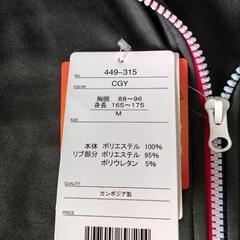 NO.
449-315
COLOR
CGY
SIZE
胸囲 88〜96
身長 165〜175
M
本体 ポリエステル 100%
リブ部分 ポリエステル 95%
ポリウレタン 5%
カンボジア製
PRICE